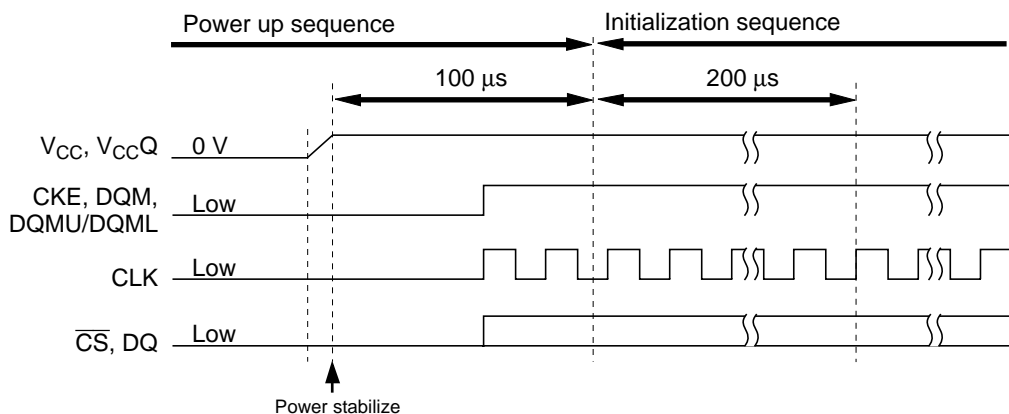 Power up sequence
Initialization sequence
100 µs
200 µs
VCC, VCCQ
0 V
CKE, DQM,
DQMU/DQML
Low
CLK
Low
CS, DQ
Low
Power stabilize